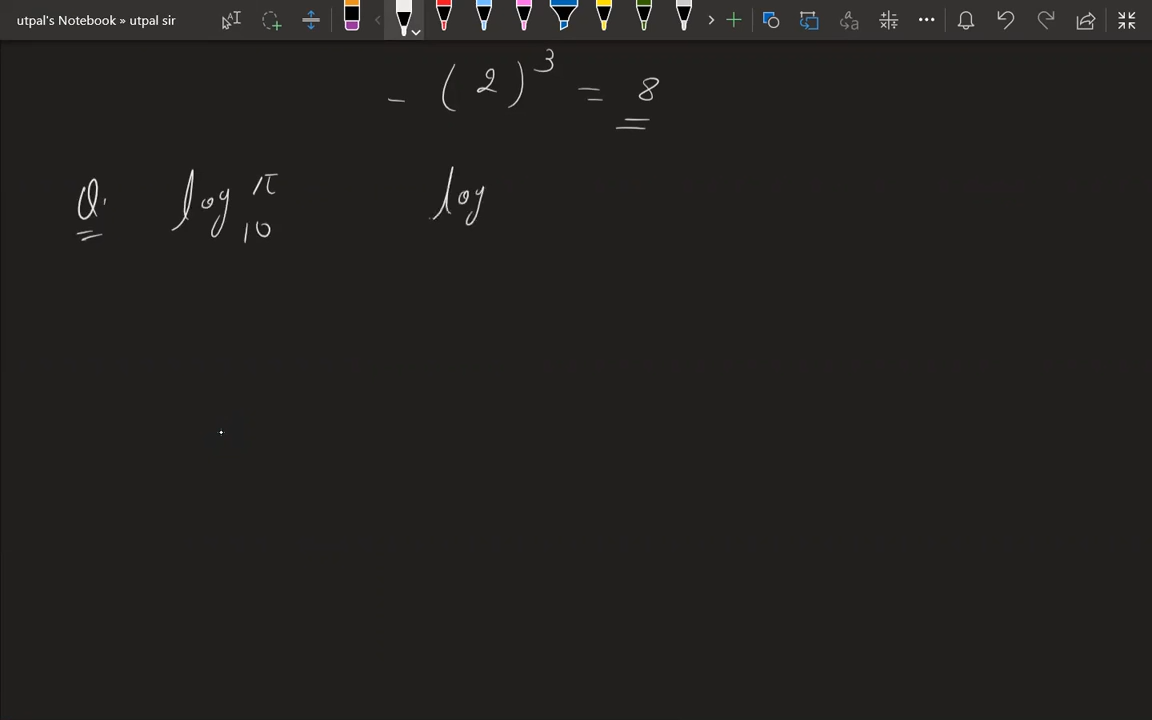 utpal's Notebook » utpal sir
- (2)³ = 8
Q. log₁₀ π log